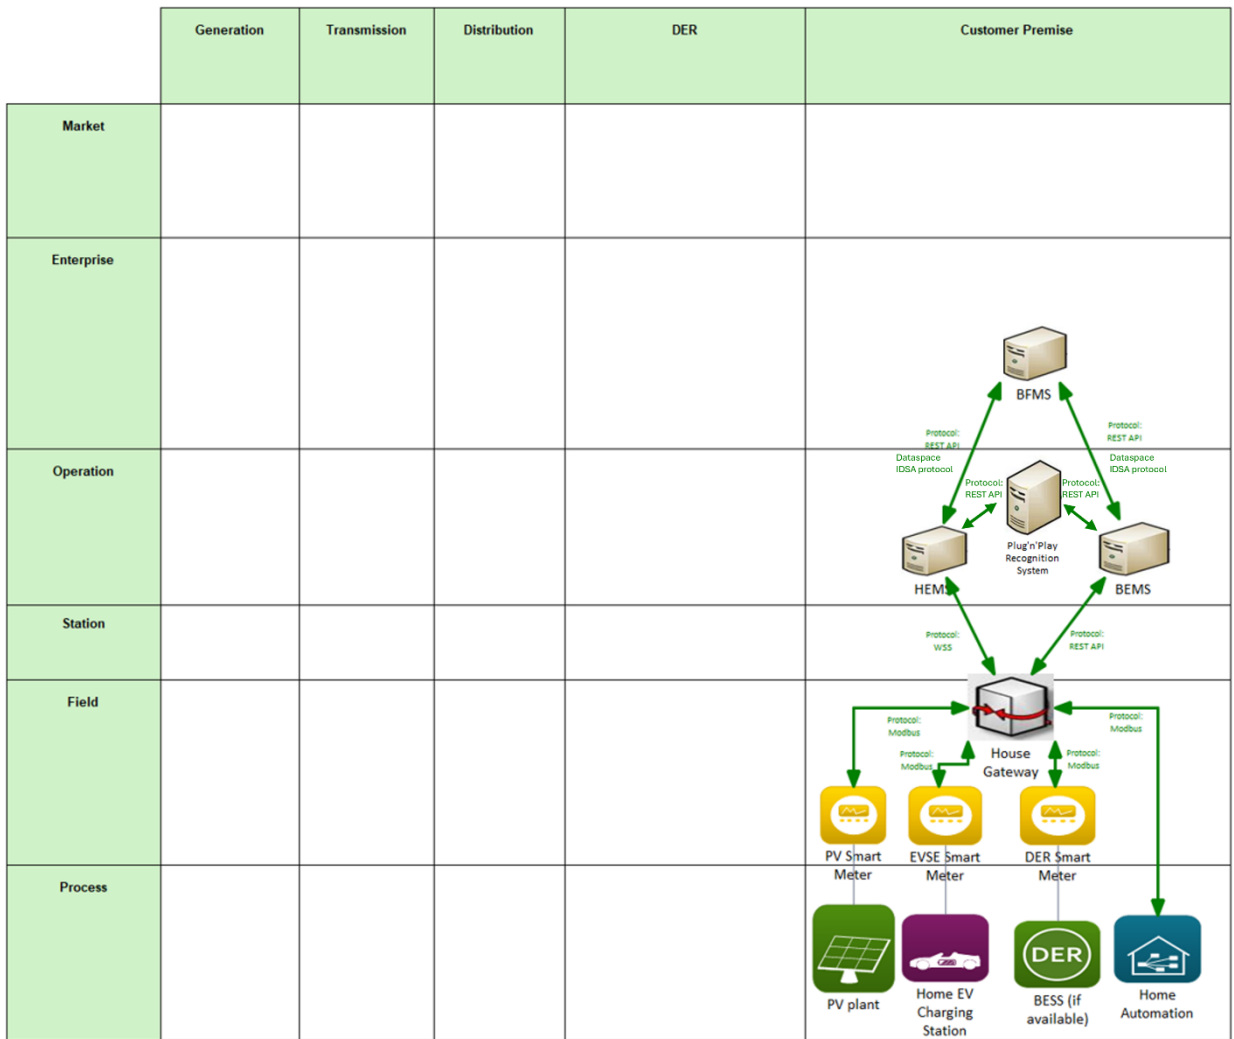 Generation
Transmission
Distribution
DER
Customer Premise
Market
Enterprise
BFMS
Protocol:
REST API
Protocol:
REST API
Operation
Dataspace
IDSA protocol
Dataspace
IDSA protocol
Protocol:
REST API
Protocol:
REST API
Plug'n'Play
Recognition
System
HEMS
BEMS
Station
Protocol:
WSS
Protocol:
REST API
Field
Protocol:
Modbus
Protocol:
Modbus
Protocol:
Modbus
Protocol:
Modbus
House
Gateway
PV Smart
Meter
EVSE Smart
Meter
DER Smart
Meter
Process
DER
PV plant
Home EV
Charging
Station
BESS (if
available)
Home
Automation